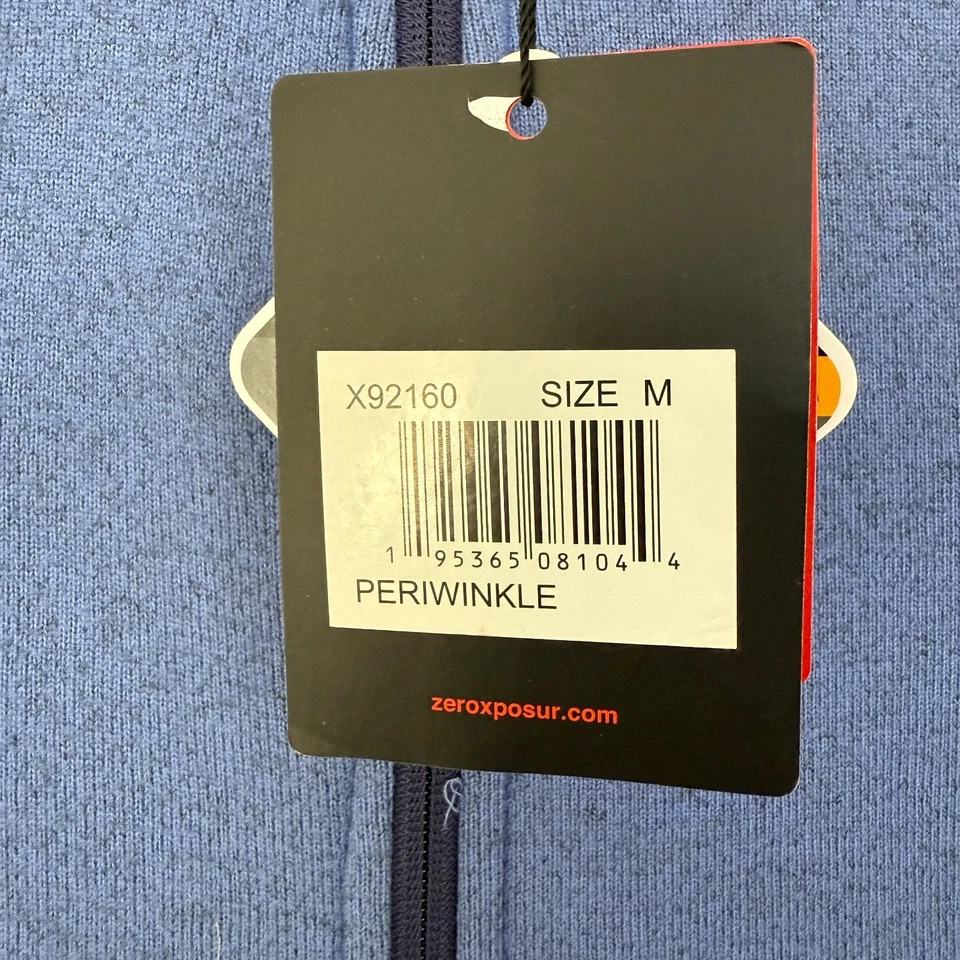 X92160 SIZE M
1 95365 08104 4
PERIWINKLE
zeroxposur.com